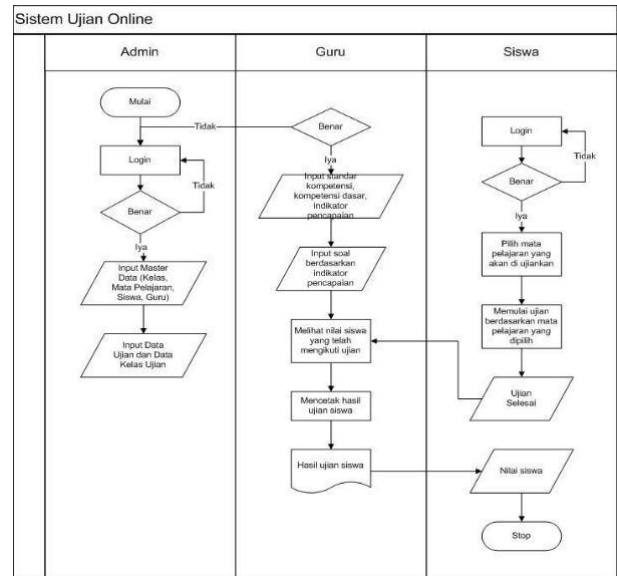 Sistem Ujian Online
Admin
Guru
Siswa
Mulai
Tidak
Login
Tidak
Benar
Iya
Input Master
Data (Kelas,
Mata Pelajaran,
Siswa, Guru)
Input Data
Ujian dan Data
Kelas Ujian
Benar
Iya
Input standar
kompetensi,
kompetensi dasar,
indikator
pencapaian
Input soal
berdasarkan
indikator
pencapaian
Melihat nilai siswa
yang telah
mengikuti ujian
Mencetak hasil
ujian siswa
Hasil ujian siswa
Login
Tidak
Benar
Iya
Pilih mata
pelajaran yang
akan di ujiankan
Memulai ujian
berdasarkan mata
pelajaran yang
dipilih
Ujian
Selesai
Nilai siswa
Stop